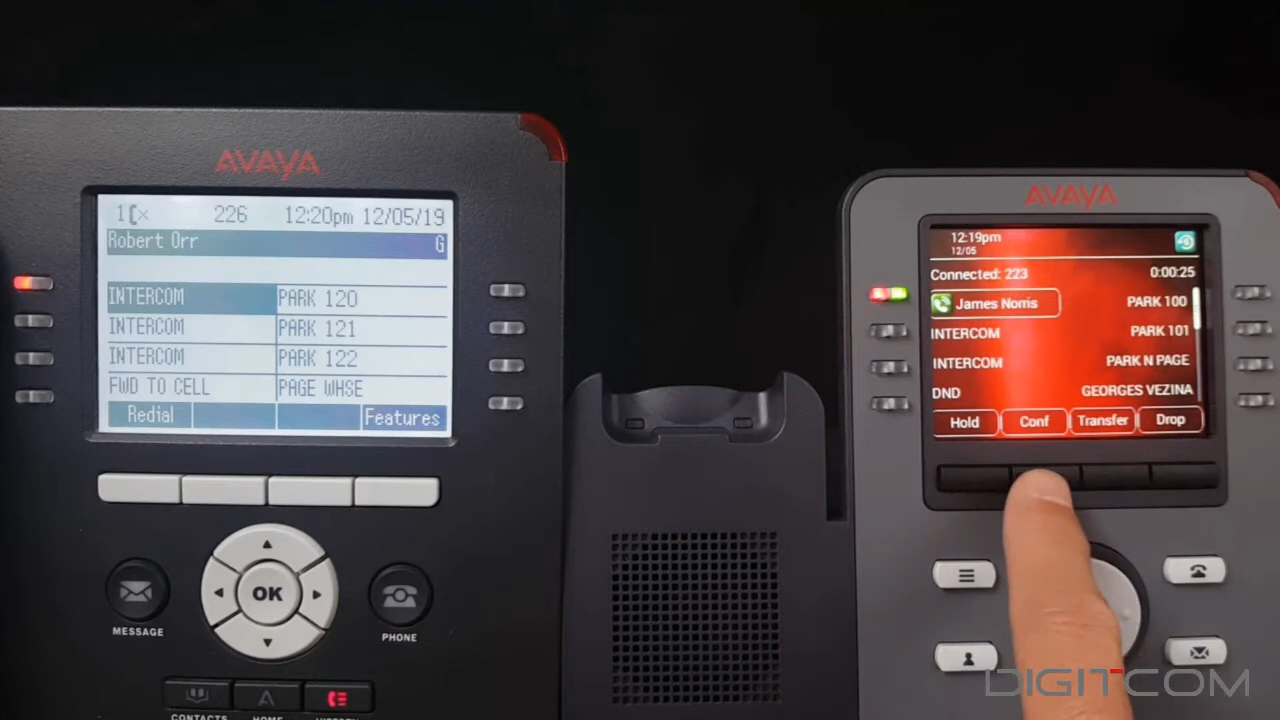 AVAYA
1 226 12:20pm 12/05/19
Robert Orr G
INTERCOM PARK 120
INTERCOM PARK 121
INTERCOM PARK 122
FWD TO CELL PAGE WHSE
Redial Features
OK
MESSAGE
PHONE
CONTACTS HOME HISTORY
AVAYA
12:19pm
12/05
Connected: 223 0:00:25
James Norris PARK 100
INTERCOM PARK 101
INTERCOM PARK N PAGE
DND GEORGES VEZINA
Hold Conf Transfer Drop
DIGITCOM